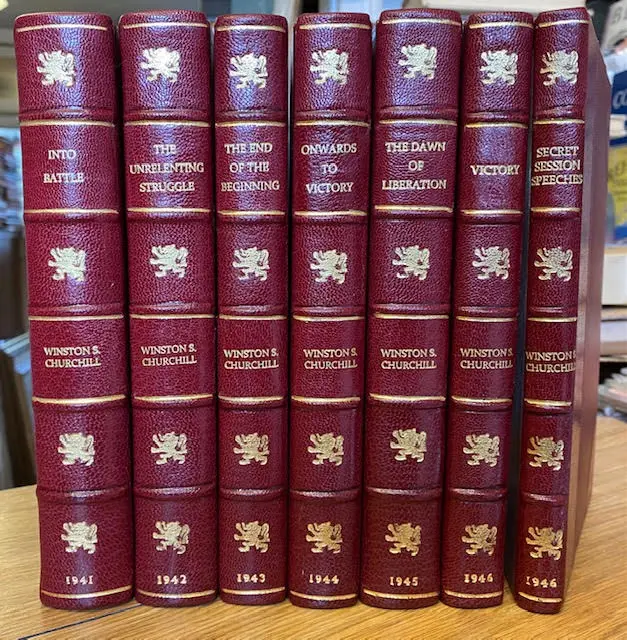 INTO
BATTLE
WINSTON S.
CHURCHILL
1941
THE
UNRELENTING
STRUGGLE
WINSTON S.
CHURCHILL
1942
THE END
OF THE
BEGINNING
WINSTON S.
CHURCHILL
1943
ONWARDS
TO
VICTORY
WINSTON S.
CHURCHILL
1944
THE DAWN
OF
LIBERATION
WINSTON S.
CHURCHILL
1945
VICTORY
WINSTON S.
CHURCHILL
1946
SECRET
SESSION
SPEECHES
WINSTON S.
CHURCHILL
1946